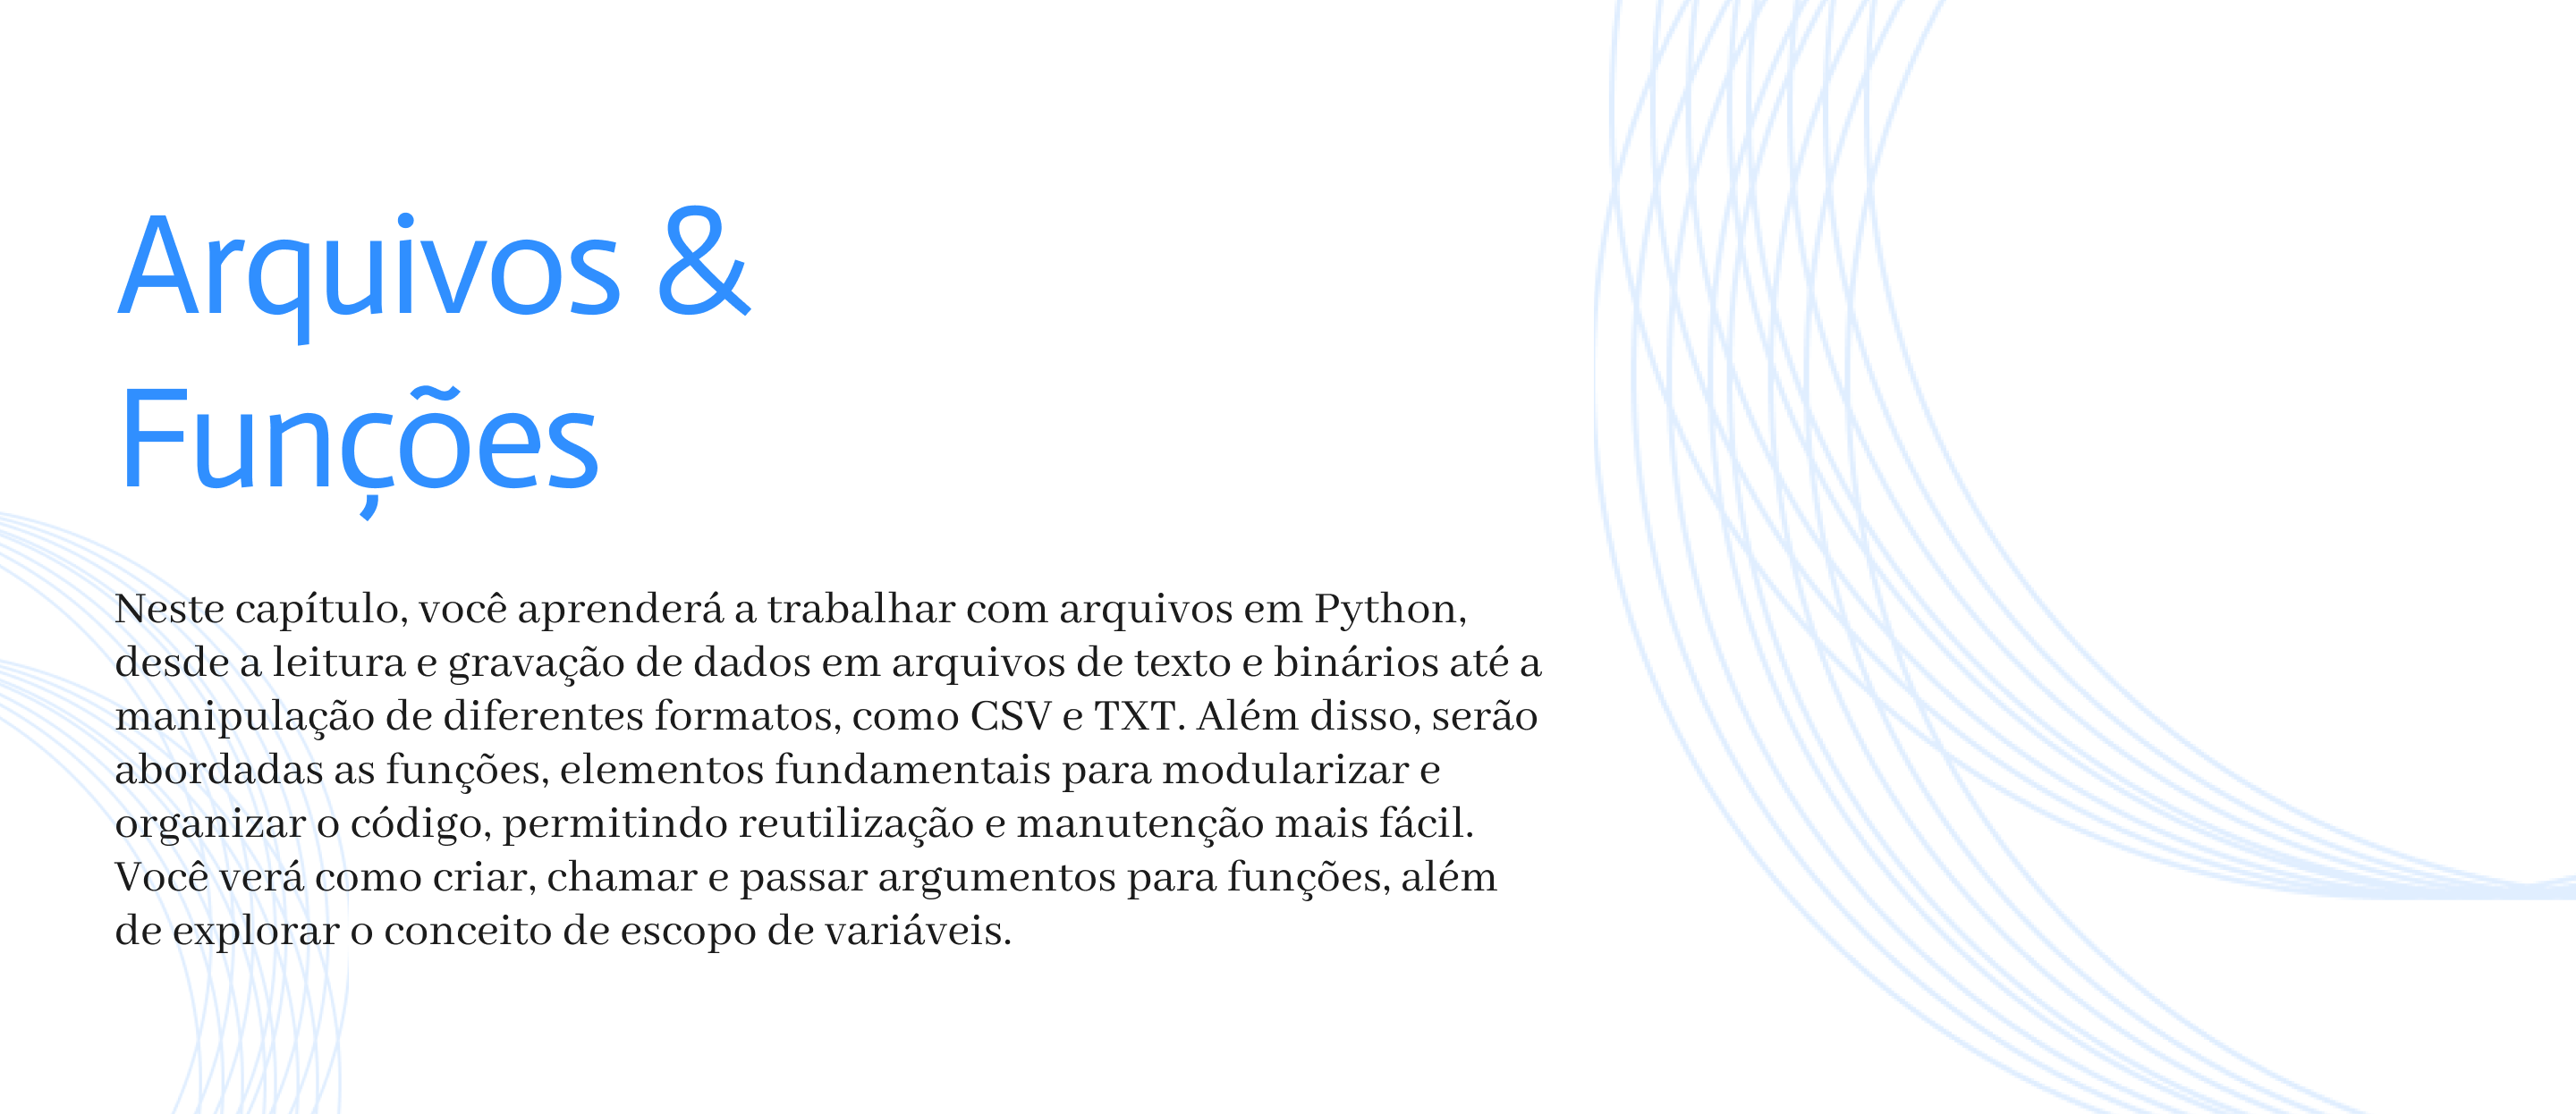 Arquivos &
Funções
Neste capítulo, você aprenderá a trabalhar com arquivos em Python,
desde a leitura e gravação de dados em arquivos de texto e binários até a
manipulação de diferentes formatos, como CSV e TXT. Além disso, serão
abordadas as funções, elementos fundamentais para modularizar e
organizar o código, permitindo reutilização e manutenção mais fácil.
Você verá como criar, chamar e passar argumentos para funções, além
de explorar o conceito de escopo de variáveis.